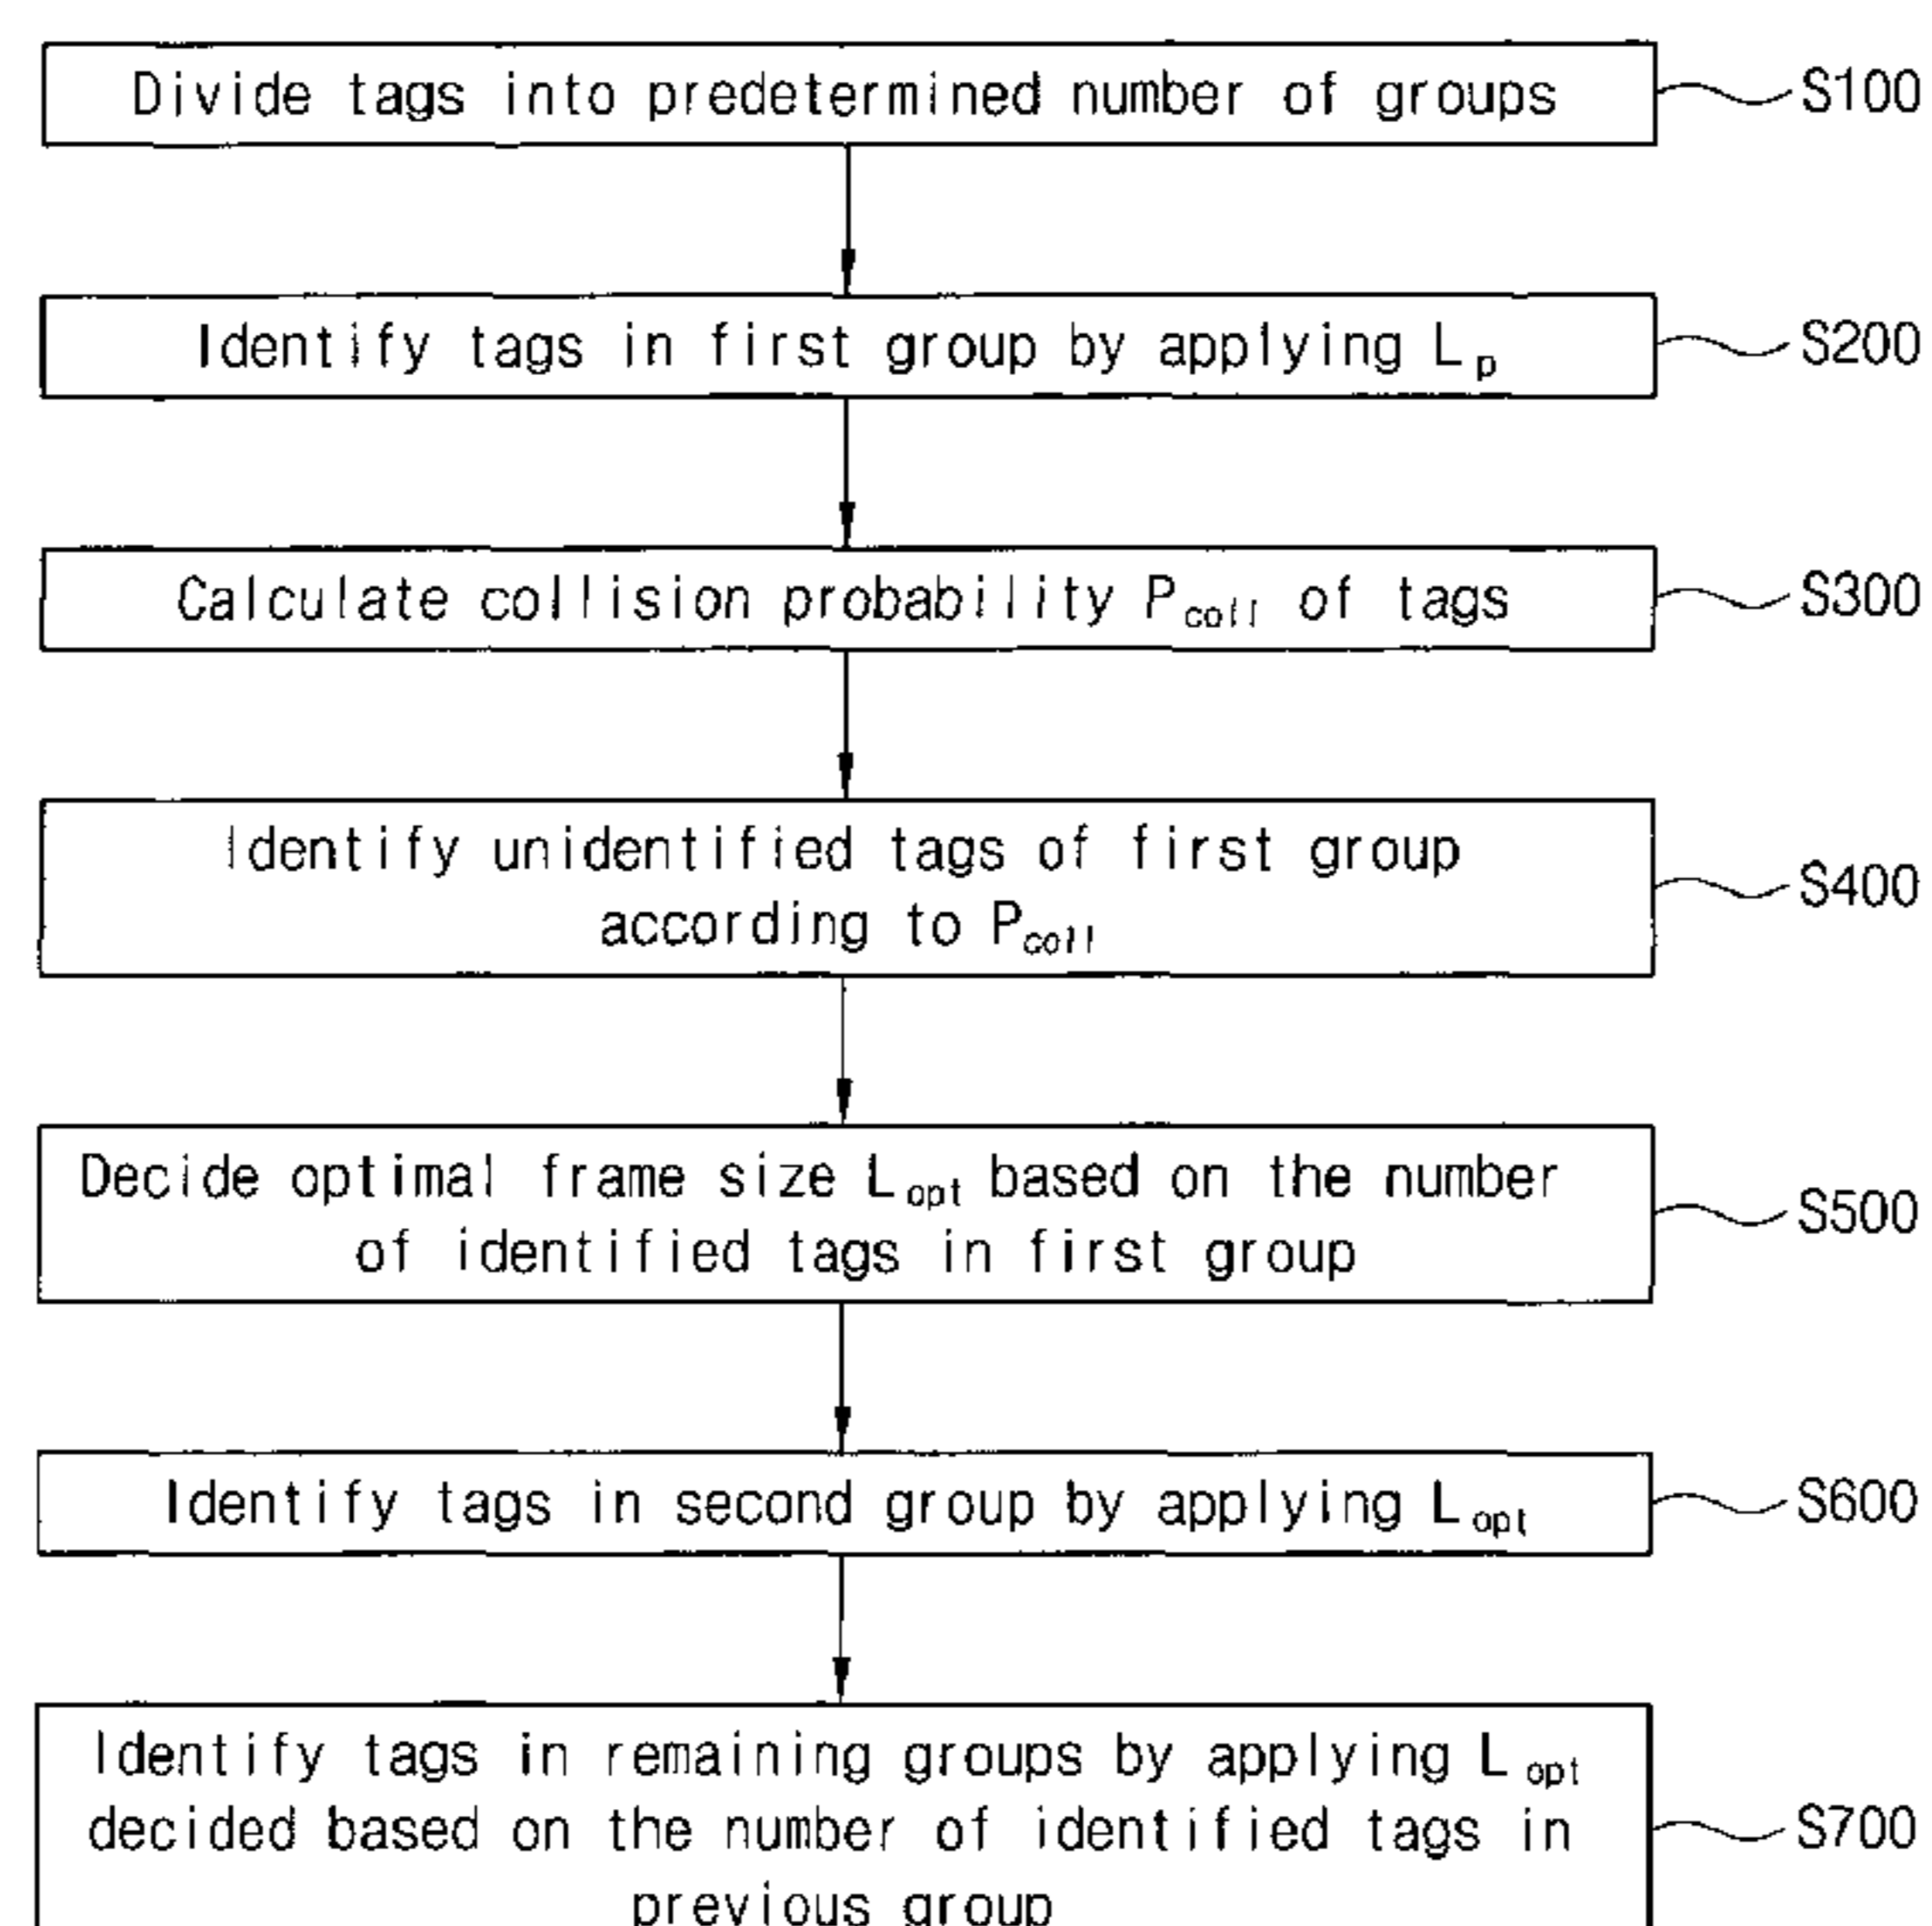 Divide tags into predetermined number of groups
S100
Identify tags in first group by applying Lp
S200
Calculate collision probability Pcoll of tags
S300
Identify unidentified tags of first group
according to Pcoll
S400
Decide optimal frame size Lopt based on the number
of identified tags in first group
S500
Identify tags in second group by applying Lopt
S600
Identify tags in remaining groups by applying Lopt
decided based on the number of identified tags in
previous group
S700